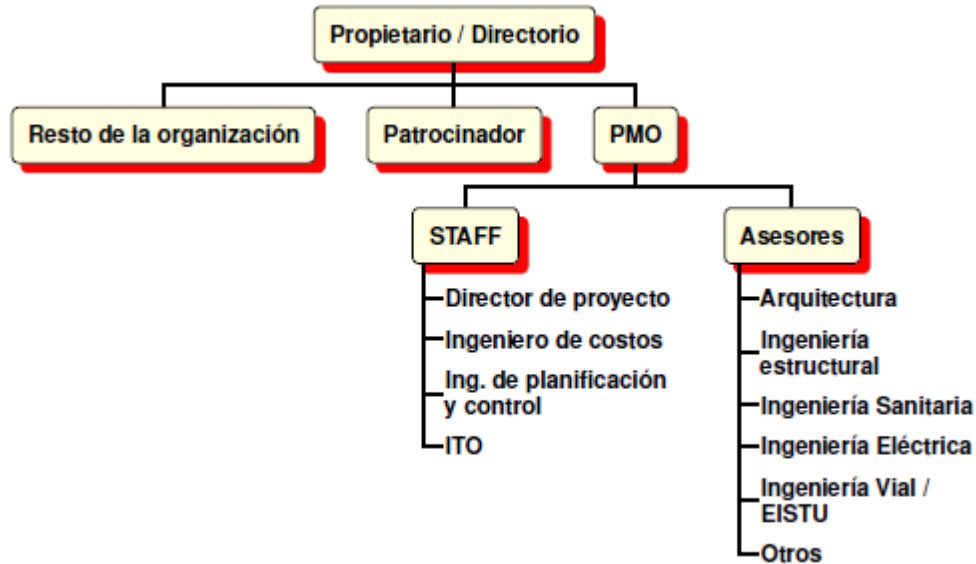 Propietario / Directorio
Resto de la organización
Patrocinador
PMO
STAFF
Director de proyecto
Ingeniero de costos
Ing. de planificación
y control
ITO
Asesores
Arquitectura
Ingeniería
estructural
Ingeniería Sanitaria
Ingeniería Eléctrica
Ingeniería Vial /
EISTU
Otros